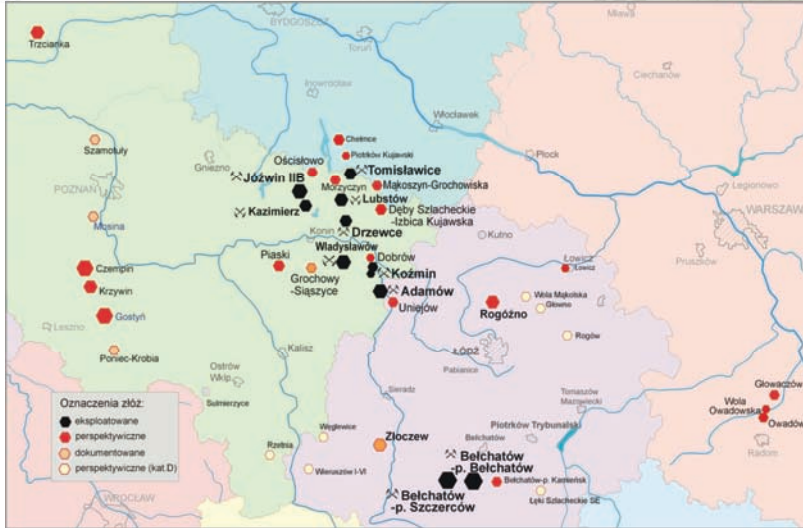 BYDGOSZCZ
Mława
Trzcianka
Toruń
Ciechanów
Inowrocław
Włocławek
Szamotuły
Chełmce
Piotrków Kujawski
Płock
Gniezno
Ościsłowo
Tomisławice
Jóźwin IIB
Morzyczyn
Mąkoszyn-Grochowiska
Legionowo
POZNAŃ
Lubstów
Kazimierz
Dęby Szlacheckie
-Izbica Kujawska
WARSZAWA
Mosina
Konin
Drzewce
Kutno
Władysławów
Łowicz
Łowicz
Pruszków
Piaski
Dobrów
Czempin
Grochowy
-Siąszyce
Koźmin
Krzywin
Adamów
Wola Mąkolska
Uniejów
Rogóźno
Głowno
Gostyń
Leszno
Rogów
Poniec-Krobia
Kalisz
ŁÓDŹ
Ostrów
Wklp.
Pabianice
Sieradz
Tomaszów
Mazowiecki
Głowaczów
Sulmierzyce
Wola
Owadowska
Oznaczenia złóż:
eksploatowane
perspektywiczne
dokumentowane
perspektywiczne (kat.D)
Węglewice
Piotrków Trybunalski
Owadów
Rzetnia
Złoczew
Bełchatów
Radom
Wieruszów I-VI
Bełchatów
-p. Bełchatów
Bełchatów-p. Kamieńsk
Bełchatów
-p. Szczerców
Łęki Szlacheckie SE
WROCŁAW